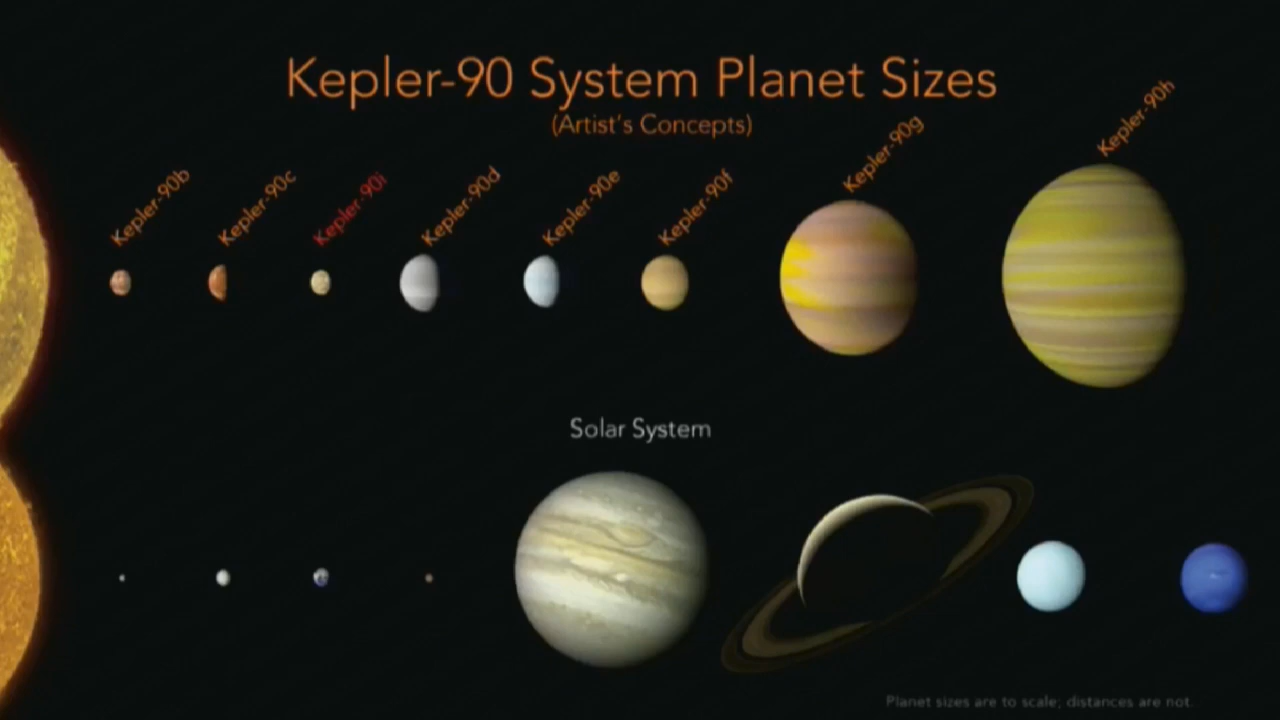 Kepler-90 System Planet Sizes
(Artist's Concepts)
Kepler-90b
Kepler-90c
Kepler-90i
Kepler-90d
Kepler-90e
Kepler-90f
Kepler-90g
Kepler-90h
Solar System
Planet sizes are to scale; distances are not.